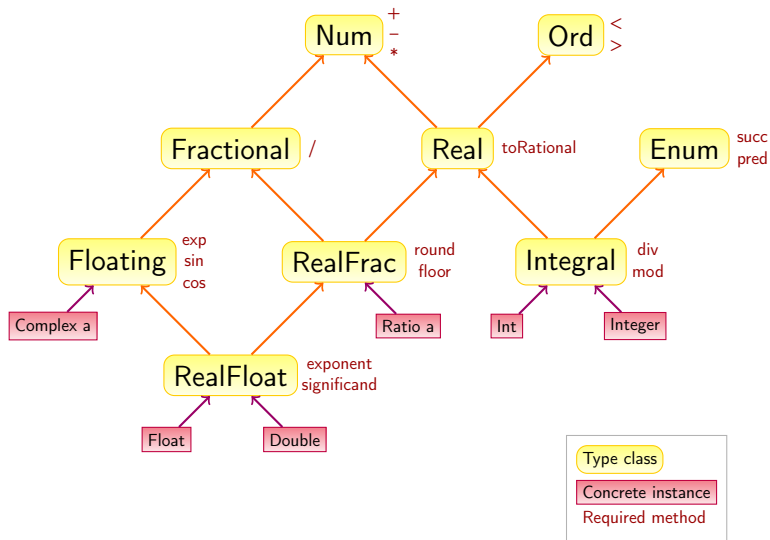 Num
+
−
*
Ord
<
>
Fractional
/
Real
toRational
Enum
succ
pred
Floating
exp
sin
cos
RealFrac
round
floor
Integral
div
mod
Complex a
Ratio a
Int
Integer
RealFloat
exponent
significand
Float
Double
Type class
Concrete instance
Required method